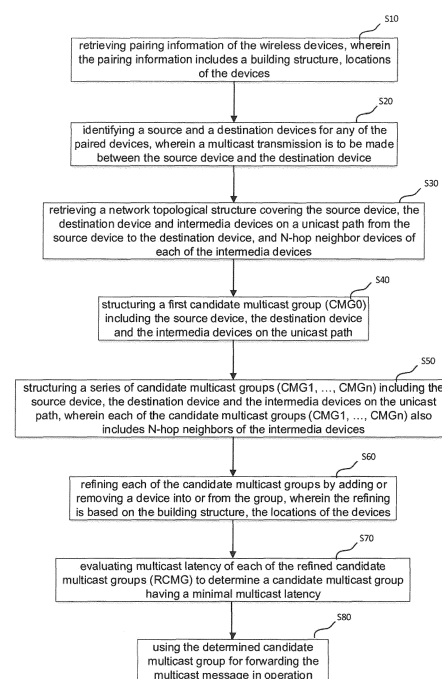 S10
retrieving pairing information of the wireless devices, wherein
the pairing information includes a building structure, locations
of the devices
S20
identifying a source and a destination devices for any of the
paired devices, wherein a multicast transmission is to be made
between the source device and the destination device
S30
retrieving a network topological structure covering the source device, the
destination device and intermedia devices on a unicast path from the
source device to the destination device, and N-hop neighbor devices of
each of the intermedia devices
S40
structuring a first candidate multicast group (CMG0)
including the source device, the destination device
and the intermedia devices on the unicast path
S50
structuring a series of candidate multicast groups (CMG1, ..., CMGn) including the
source device, the destination device and the intermedia devices on the unicast
path, wherein each of the candidate multicast groups (CMG1, ..., CMGn) also
includes N-hop neighbors of the intermedia devices
S60
refining each of the candidate multicast groups by adding or
removing a device into or from the group, wherein the refining
is based on the building structure, the locations of the devices
S70
evaluating multicast latency of each of the refined candidate
multicast groups (RCMG) to determine a candidate multicast group
having a minimal multicast latency
S80
using the determined candidate
multicast group for forwarding the
multicast message in operation